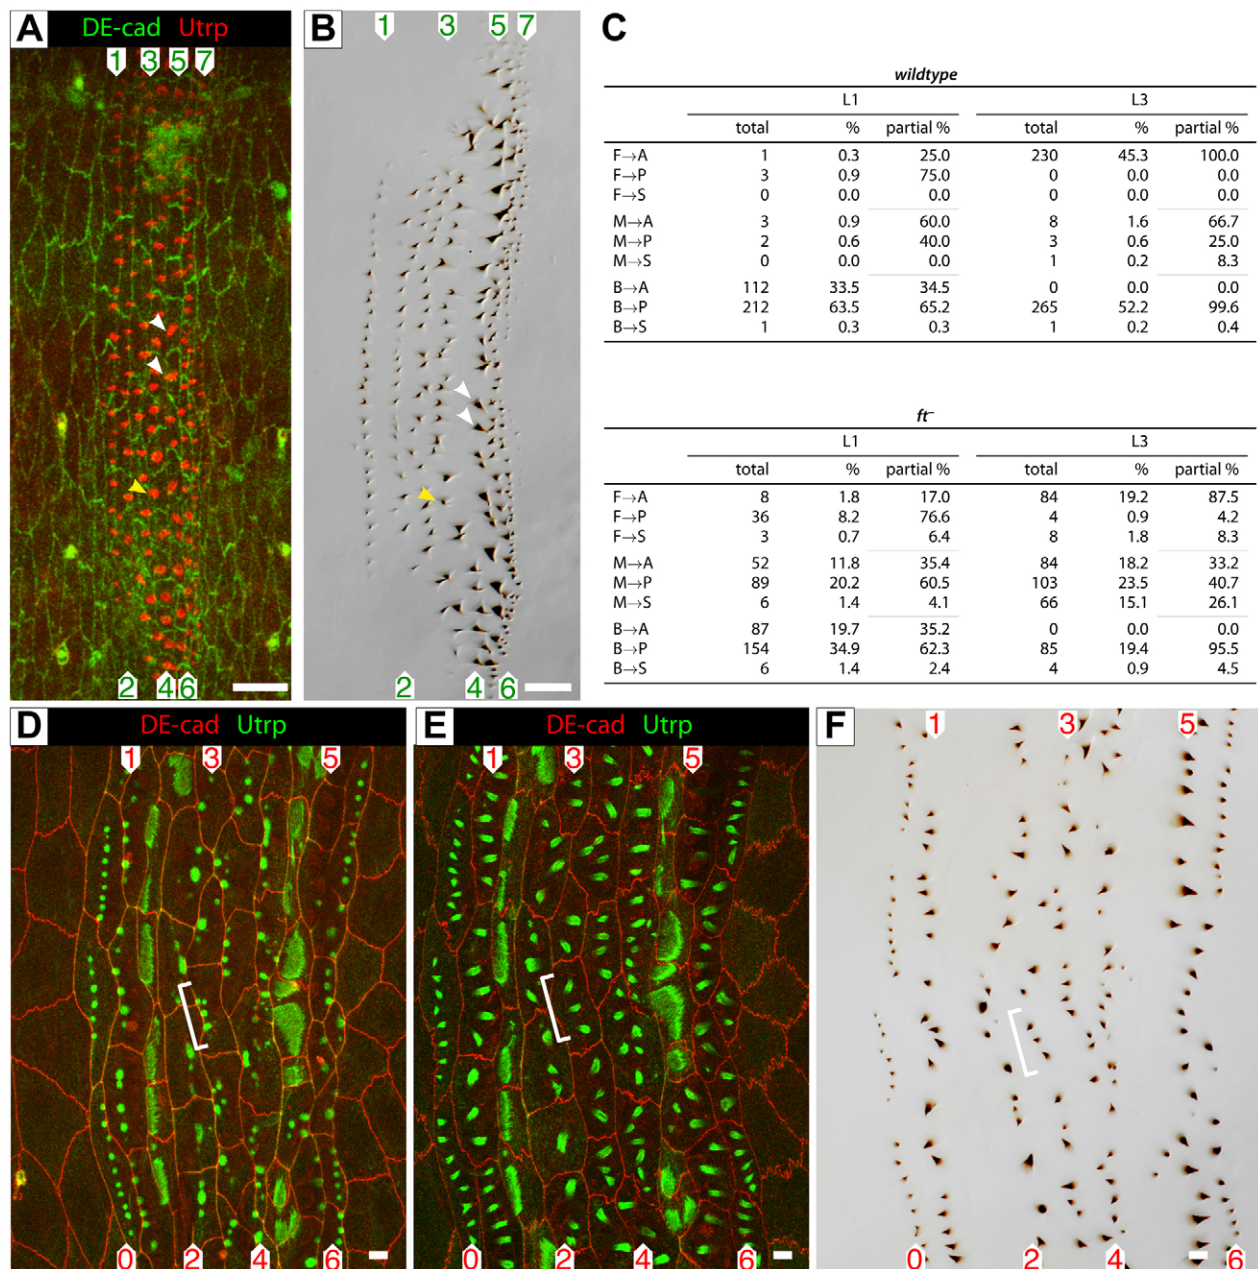 A DE-cad Utrp
1 3 5 7
2 4 6
B
1 3 5 7
2 4 6
C
wildtype
L1 L3
total % partial % total % partial %
F→A 1 0.3 25.0 230 45.3 100.0
F→P 3 0.9 75.0 0 0.0 0.0
F→S 0 0.0 0.0 0 0.0 0.0
M→A 3 0.9 60.0 8 1.6 66.7
M→P 2 0.6 40.0 3 0.6 25.0
M→S 0 0.0 0.0 1 0.2 8.3
B→A 112 33.5 34.5 0 0.0 0.0
B→P 212 63.5 65.2 265 52.2 99.6
B→S 1 0.3 0.3 1 0.2 0.4
ft⁻
L1 L3
total % partial % total % partial %
F→A 8 1.8 17.0 84 19.2 87.5
F→P 36 8.2 76.6 4 0.9 4.2
F→S 3 0.7 6.4 8 1.8 8.3
M→A 52 11.8 35.4 84 18.2 33.2
M→P 89 20.2 60.5 103 23.5 40.7
M→S 6 1.4 4.1 66 15.1 26.1
B→A 87 19.7 35.2 0 0.0 0.0
B→P 154 34.9 62.3 85 19.4 95.5
B→S 6 1.4 2.4 4 0.9 4.5
D DE-cad Utrp
1 3 5
0 2 4 6
E DE-cad Utrp
1 3 5
0 2 4 6
F
1 3 5
0 2 4 6